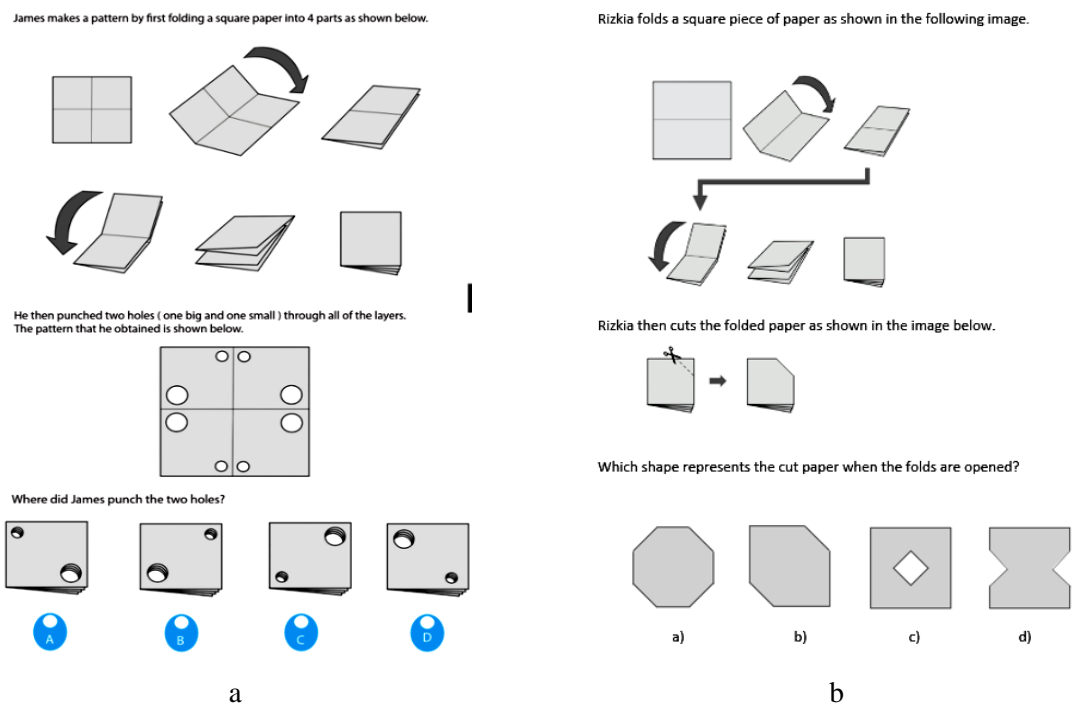 James makes a pattern by first folding a square paper into 4 parts as shown below.
He then punched two holes ( one big and one small ) through all of the layers.
The pattern that he obtained is shown below.
Where did James punch the two holes?
A
B
C
D
a
Rizkia folds a square piece of paper as shown in the following image.
Rizkia then cuts the folded paper as shown in the image below.
Which shape represents the cut paper when the folds are opened?
a)
b)
c)
d)
b